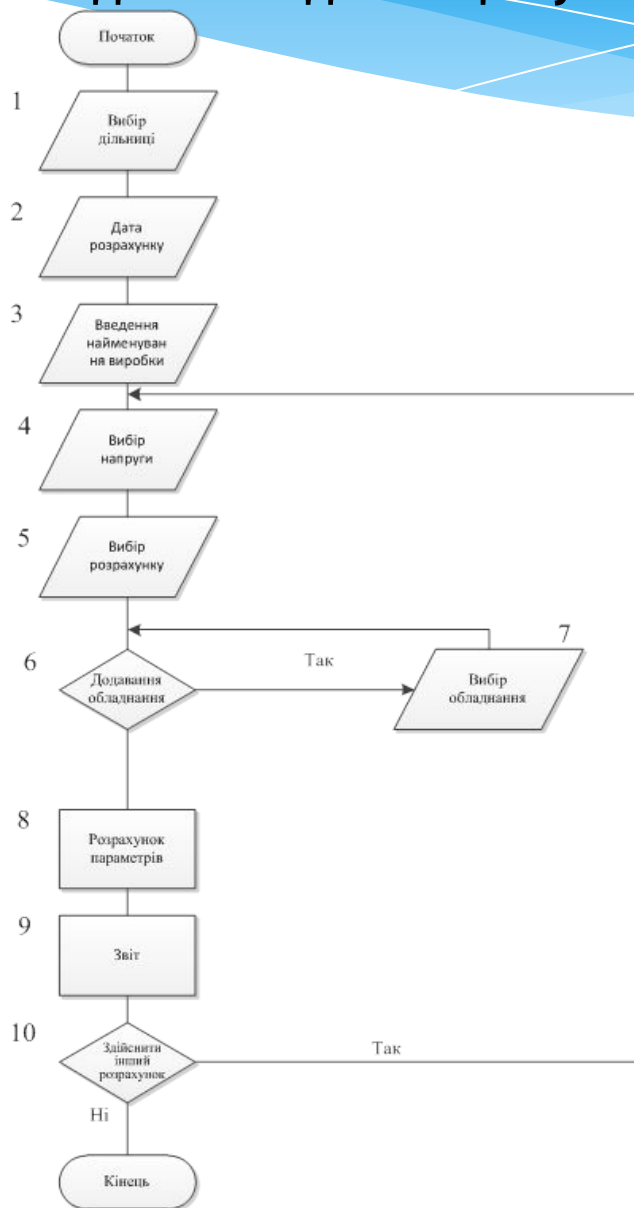 Початок
1
Вибір
дільниці
2
Дата
розрахунку
3
Введення
найменуван
ня виробки
4
Вибір
напруги
5
Вибір
розрахунку
6
Додавання
обладнання
Так
7
Вибір
обладнання
8
Розрахунок
параметрів
9
Звіт
10
Здійснити
інший
розрахунок
Так
Ні
Кінець